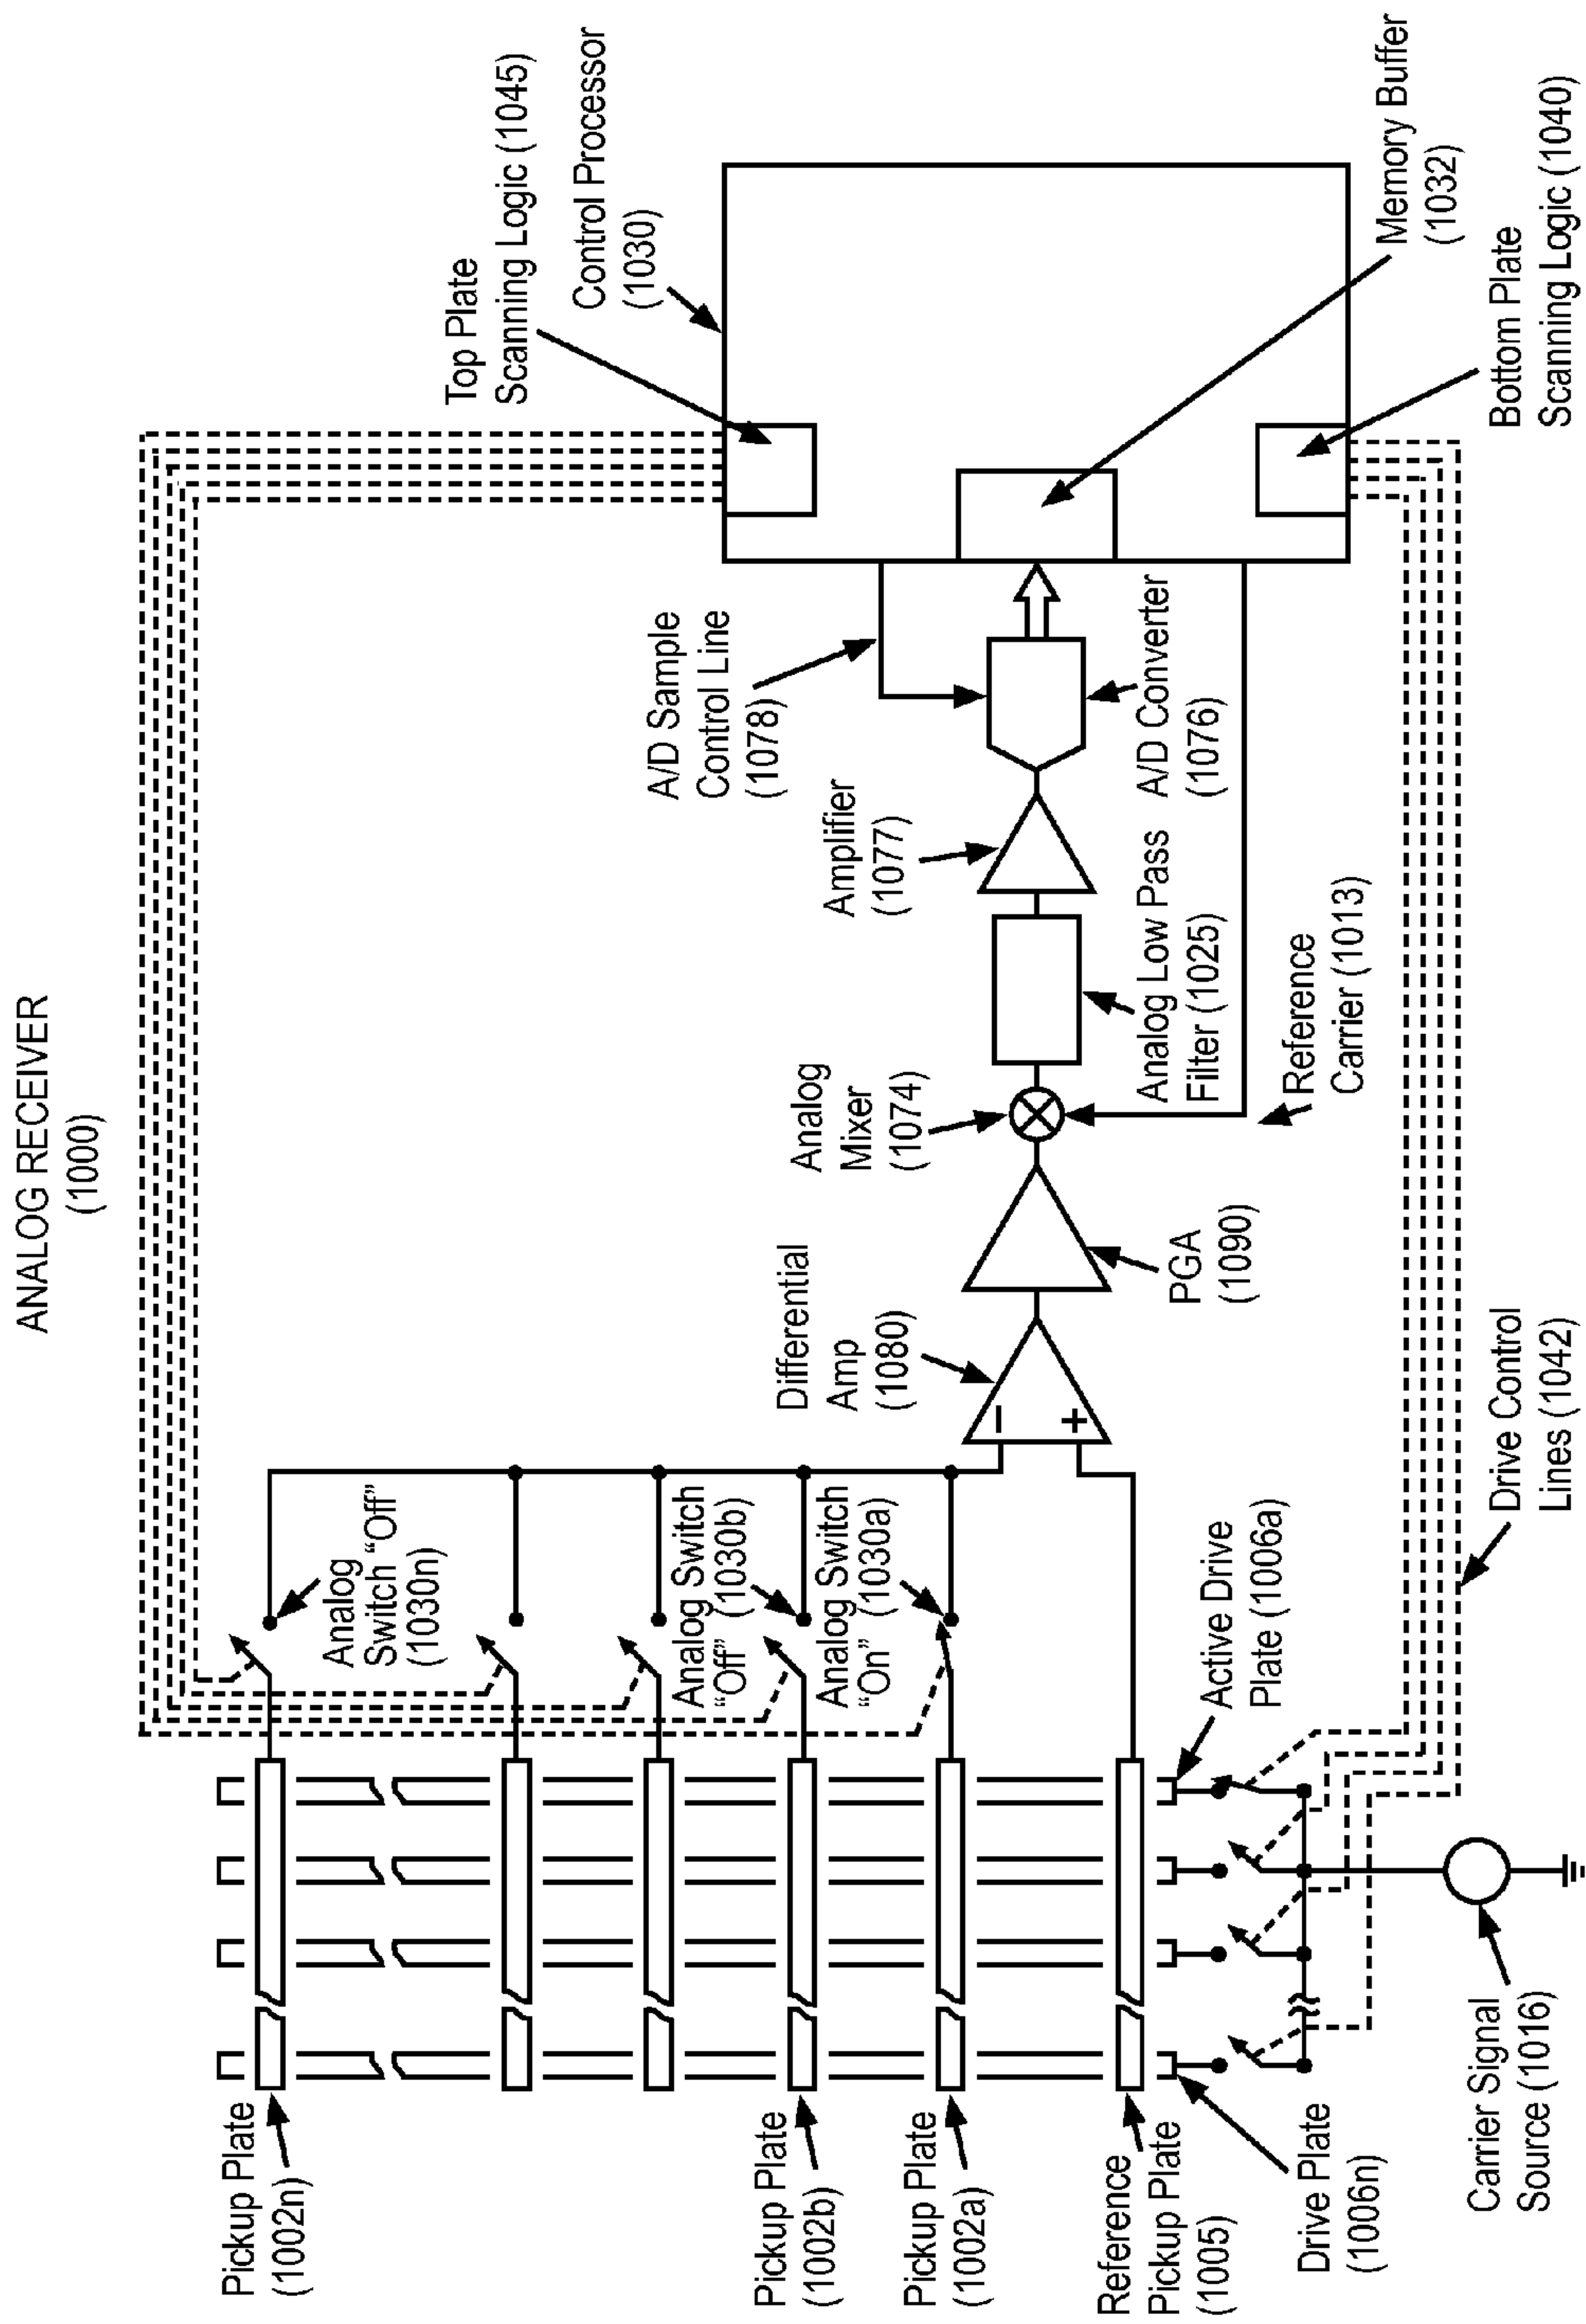 ANALOG RECEIVER
(1000)
Top Plate
Scanning Logic (1045)
Control Processor
(1030)
A/D Sample
Control Line
(1078)
Amplifier
(1077)
Analog
Mixer
(1074)
Differential
Amp
(1080)
Analog
Switch “Off”
(1030n)
Analog Switch
“Off” (1030b)
Analog Switch
“On” (1030a)
Pickup Plate
(1002n)
Pickup Plate
(1002b)
Pickup Plate
(1002a)
Reference
Pickup Plate
(1005)
Drive Plate
(1006n)
Carrier Signal
Source (1016)
Active Drive
Plate (1006a)
Drive Control
Lines (1042)
−
+
PGA
(1090)
Reference
Carrier (1013)
Analog Low Pass
Filter (1025)
A/D Converter
(1076)
Memory Buffer
(1032)
Bottom Plate
Scanning Logic (1040)